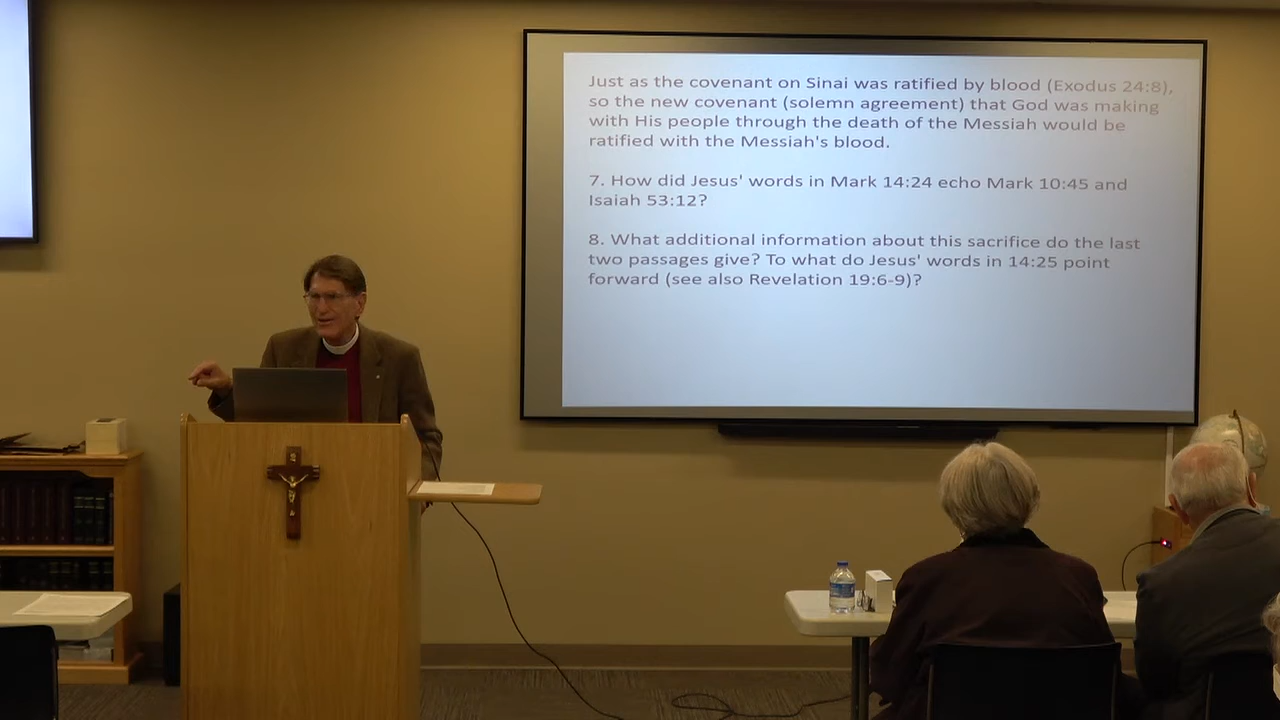 Just as the covenant on Sinai was ratified by blood (Exodus 24:8),
so the new covenant (solemn agreement) that God was making
with His people through the death of the Messiah would be
ratified with the Messiah's blood.
7. How did Jesus' words in Mark 14:24 echo Mark 10:45 and
Isaiah 53:12?
8. What additional information about this sacrifice do the last
two passages give? To what do Jesus' words in 14:25 point
forward (see also Revelation 19:6-9)?